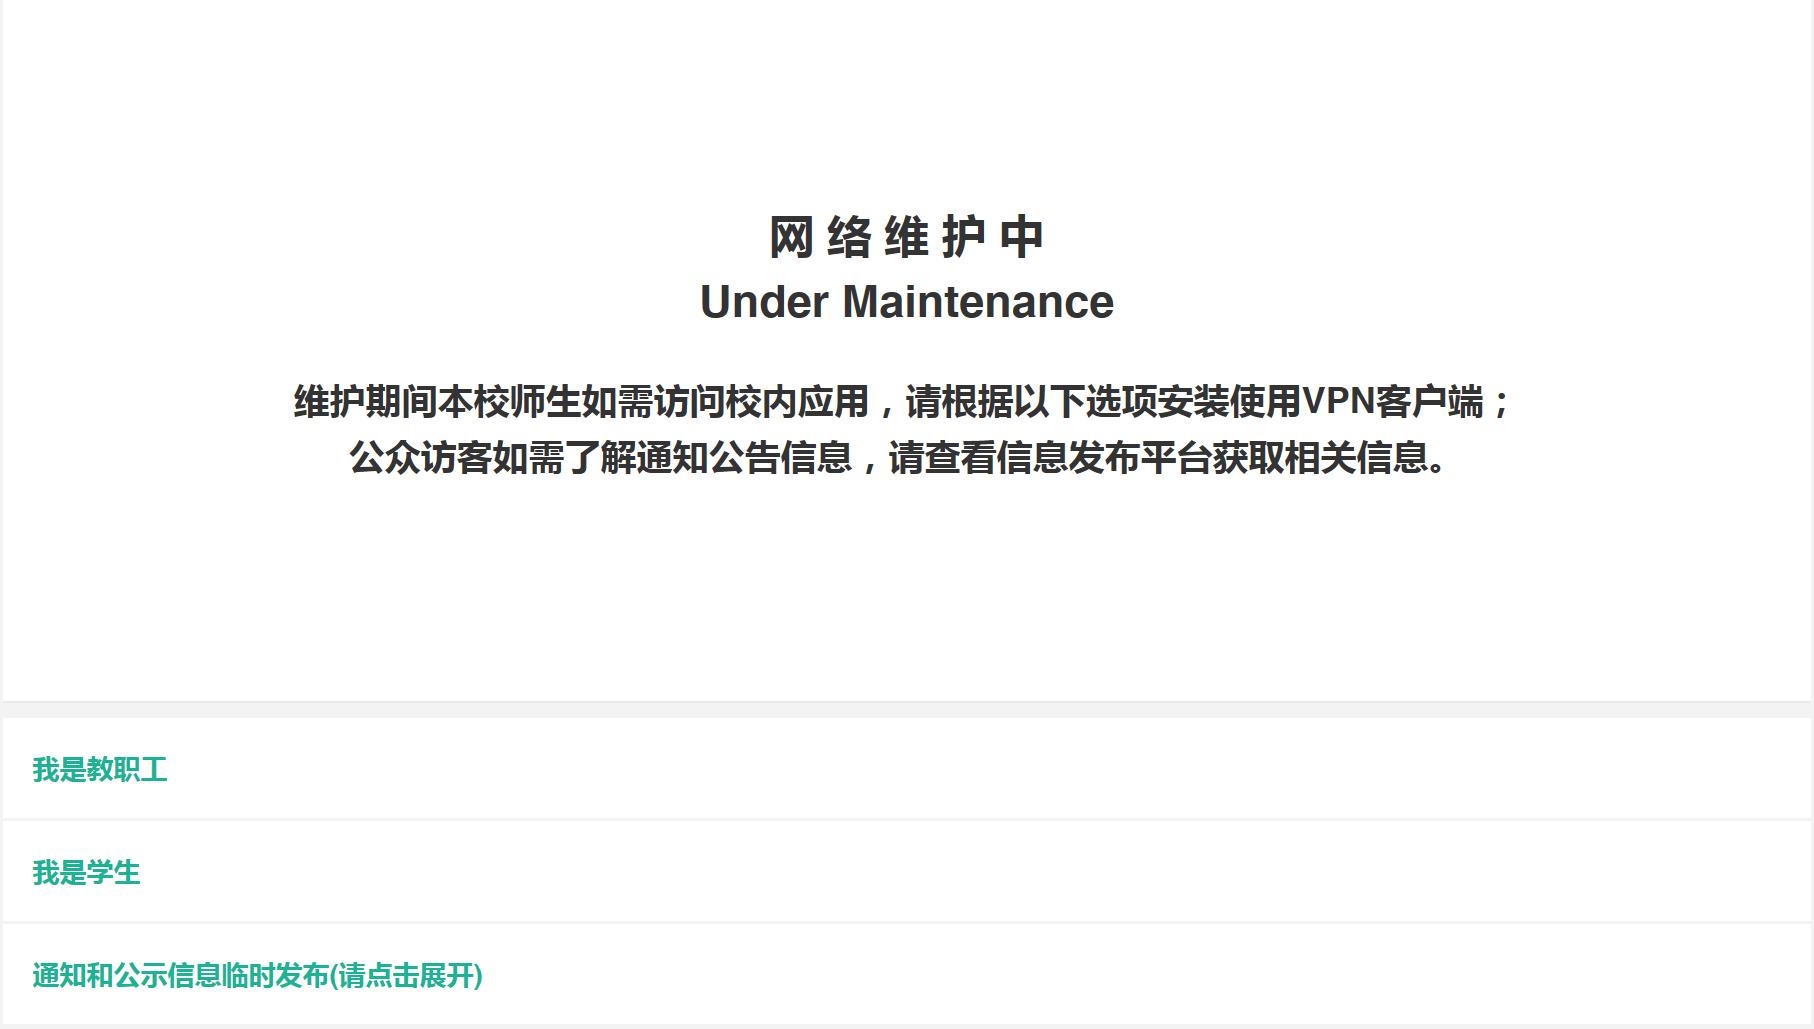 网 络 维 护 中
Under Maintenance
维护期间本校师生如需访问校内应用，请根据以下选项安装使用VPN客户端；
公众访客如需了解通知公告信息，请查看信息发布平台获取相关信息。
我是教职工
我是学生
通知和公示信息临时发布(请点击展开)